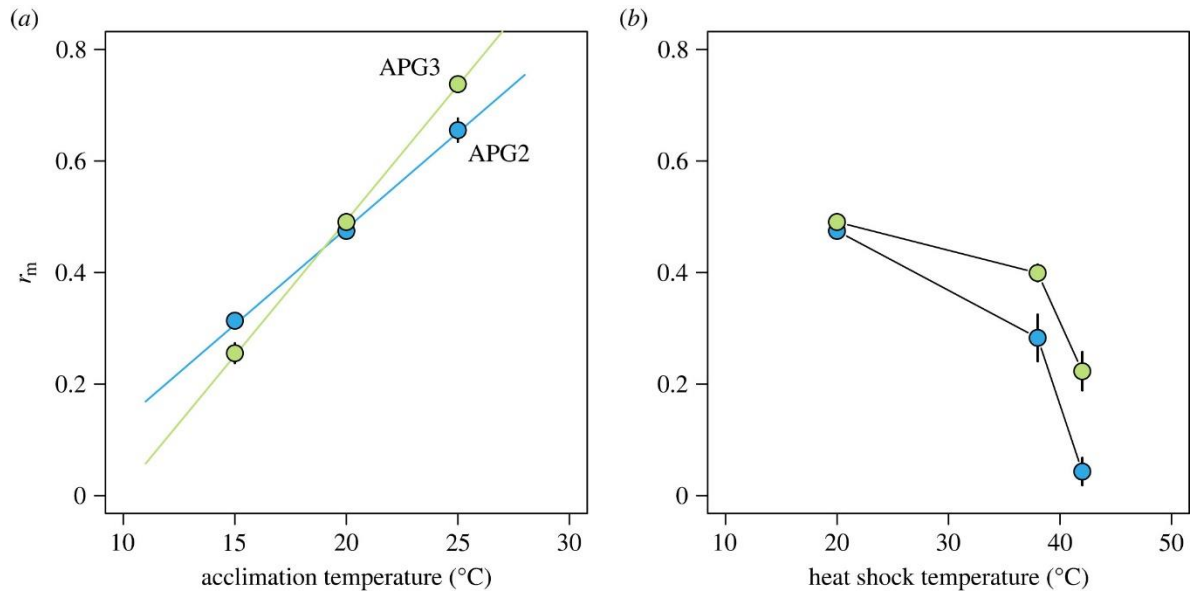 (a)
0.8
0.6
0.4
0.2
0
r_m
APG3
APG2
10 15 20 25 30
acclimation temperature (°C)
(b)
0.8
0.6
0.4
0.2
0
10 20 30 40 50
heat shock temperature (°C)